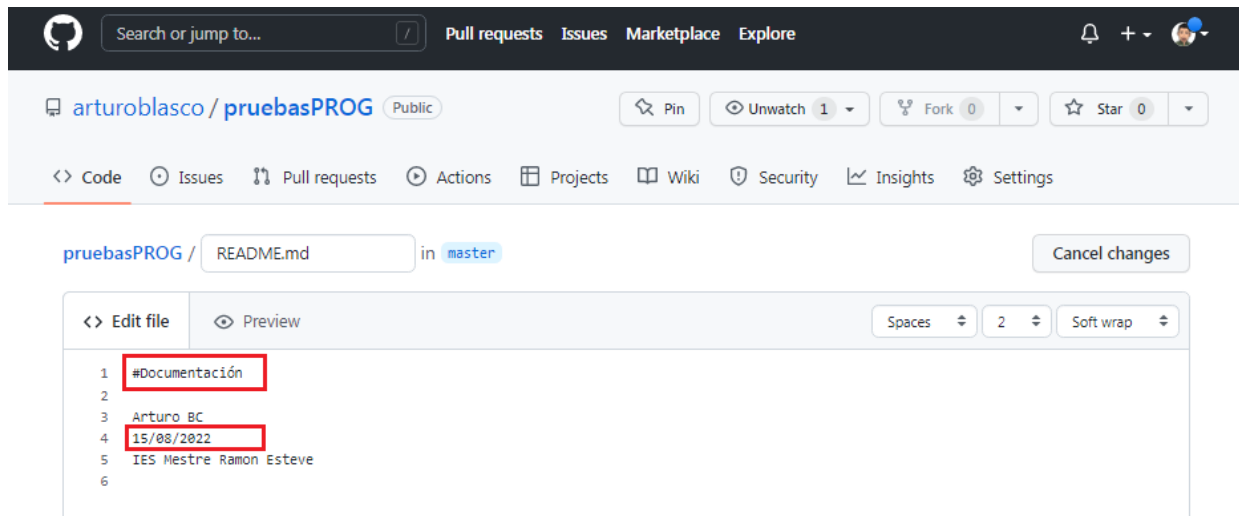 Search or jump to... / Pull requests Issues Marketplace Explore
arturoblasco / pruebasPROG Public Pin Unwatch 1 Fork 0 Star 0
Code Issues Pull requests Actions Projects Wiki Security Insights Settings
pruebasPROG / README.md in master Cancel changes
<> Edit file Preview Spaces 2 Soft wrap
1 #Documentación
2
3 Arturo BC
4 15/08/2022
5 IES Mestre Ramon Esteve
6